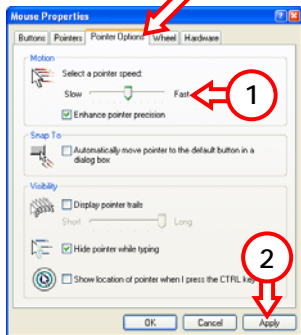 Mouse Properties
Buttons Pointers Pointer Options Wheel Hardware
Motion
Select a pointer speed:
Slow Fast
1
Enhance pointer precision
Snap To
Automatically move pointer to the default button in a
dialog box
Visibility
Display pointer trails
Short Long
Hide pointer while typing
2
Show location of pointer when I press the CTRL key
OK Cancel Apply